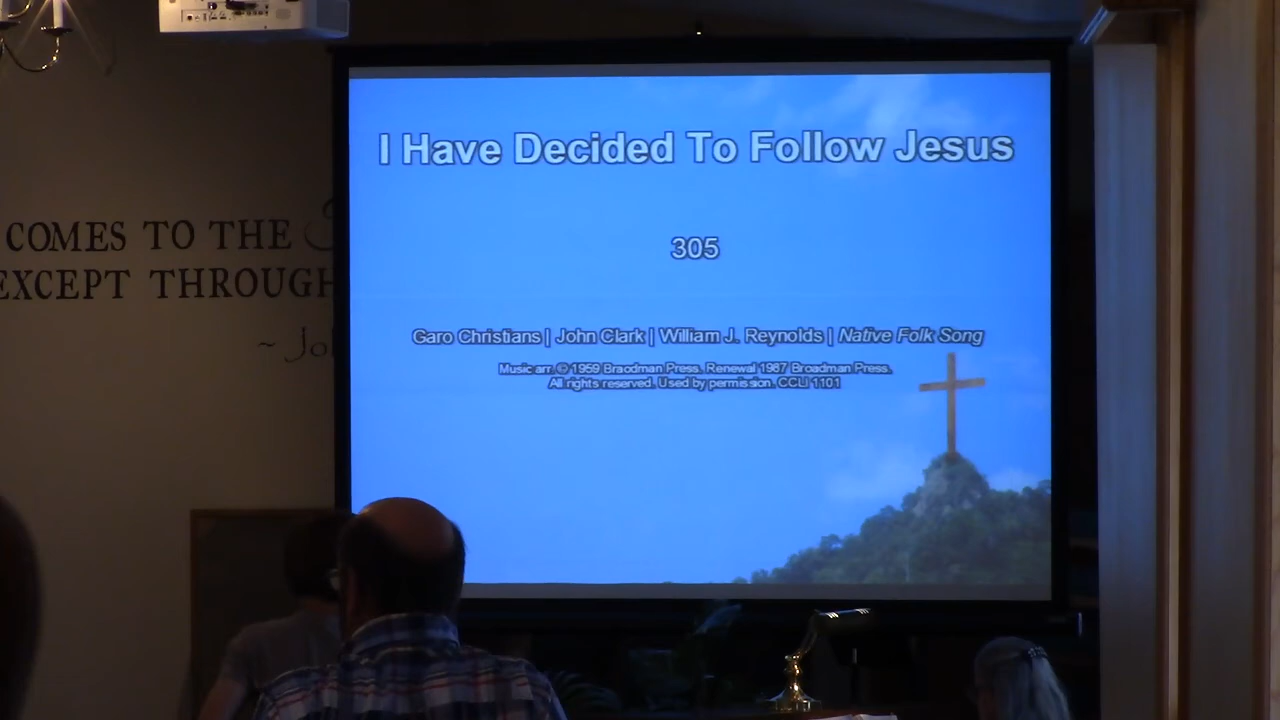 I Have Decided To Follow Jesus
305
Garo Christians | John Clark | William J. Reynolds | Native Folk Song
Music arr. © 1959 Braodman Press. Renewal 1987 Broadman Press.
All rights reserved. Used by permission. CCLI 1101
COMES TO THE
EXCEPT THROUGH